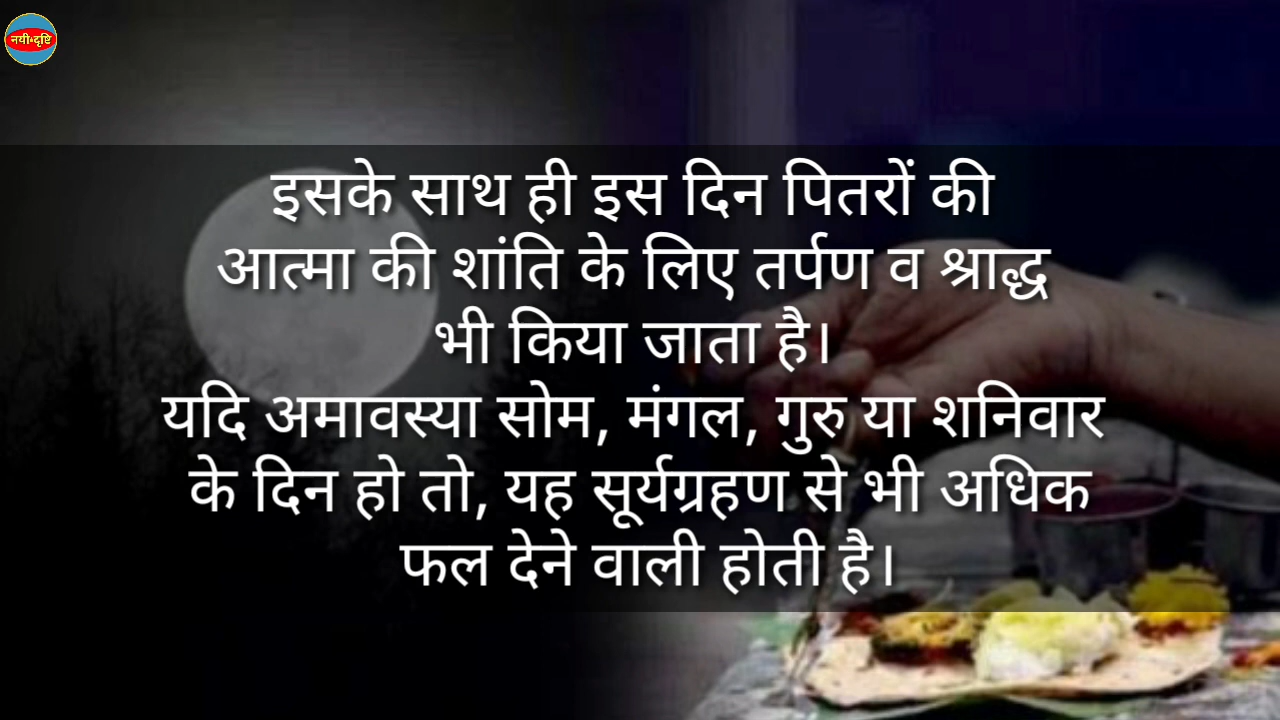 नयी दृष्टि
इसके साथ ही इस दिन पितरों की
आत्मा की शांति के लिए तर्पण व श्राद्ध
भी किया जाता है।
यदि अमावस्या सोम, मंगल, गुरु या शनिवार
के दिन हो तो, यह सूर्यग्रहण से भी अधिक
फल देने वाली होती है।